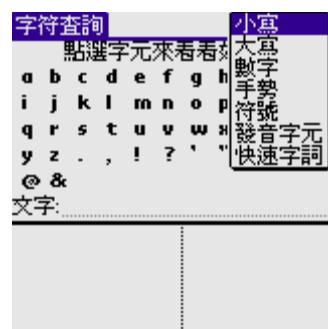 字符查詢
點選字元來看看
a b c d e f g h
i j k l m n o p
q r s t u v w x
y z . , ! ? ' "
@ &
文字:
小寫
大寫
數字
手勢
符號
發音字元
快速字詞